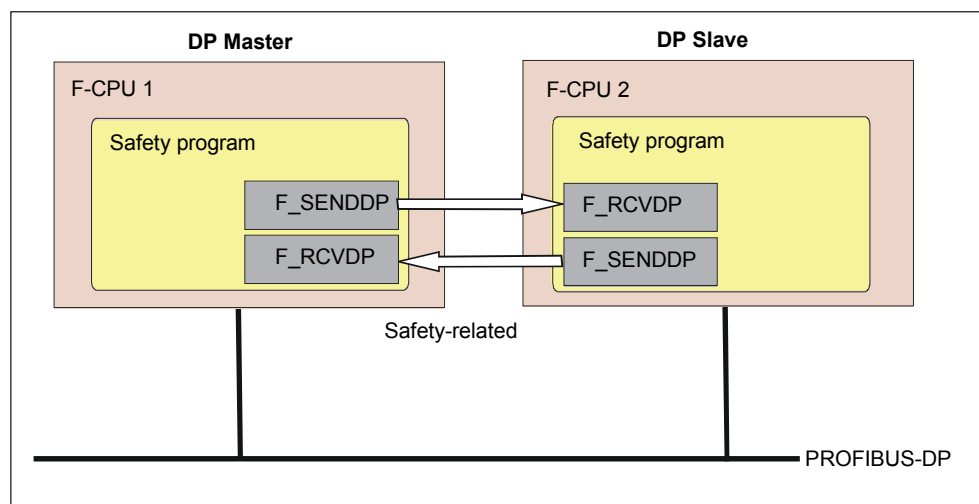 DP Master
DP Slave
F-CPU 1
F-CPU 2
Safety program
Safety program
F_SENDDP
F_RCVDP
F_RCVDP
F_SENDDP
Safety-related
PROFIBUS-DP